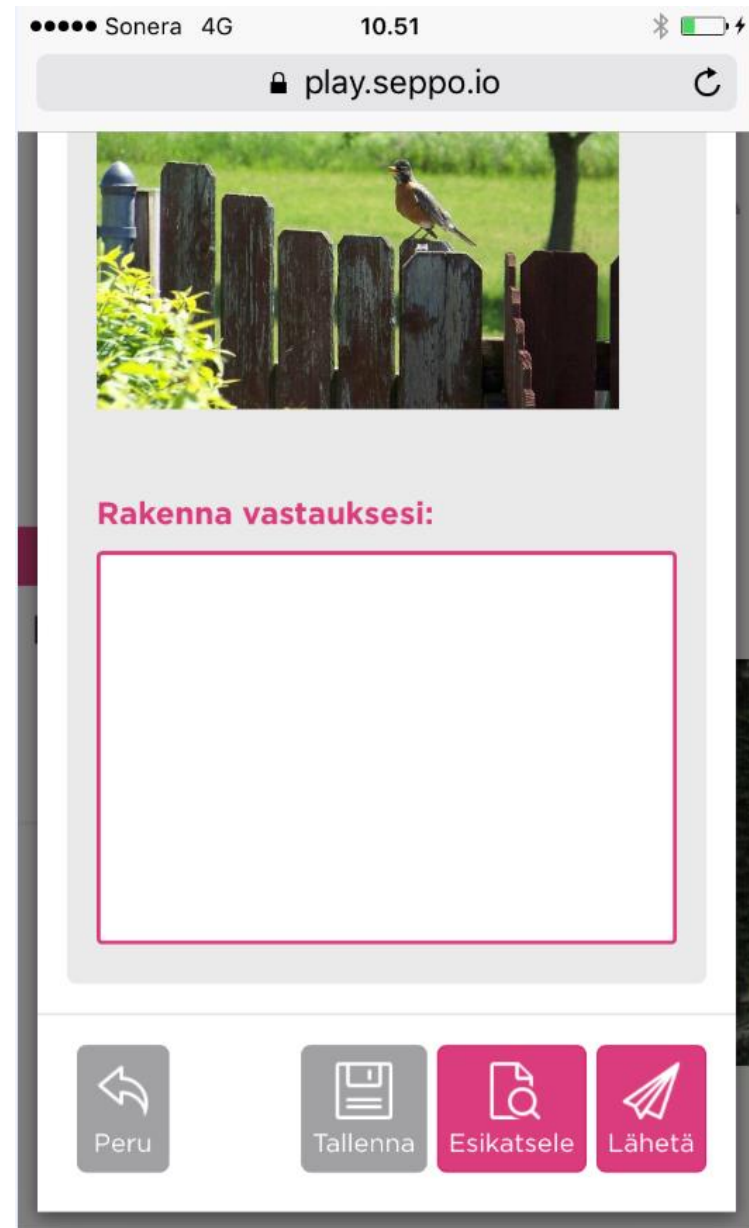 Sonera 4G 10.51
play.seppo.io
Rakenna vastauksesi:
Peru Tallenna Esikatsele Lähetä